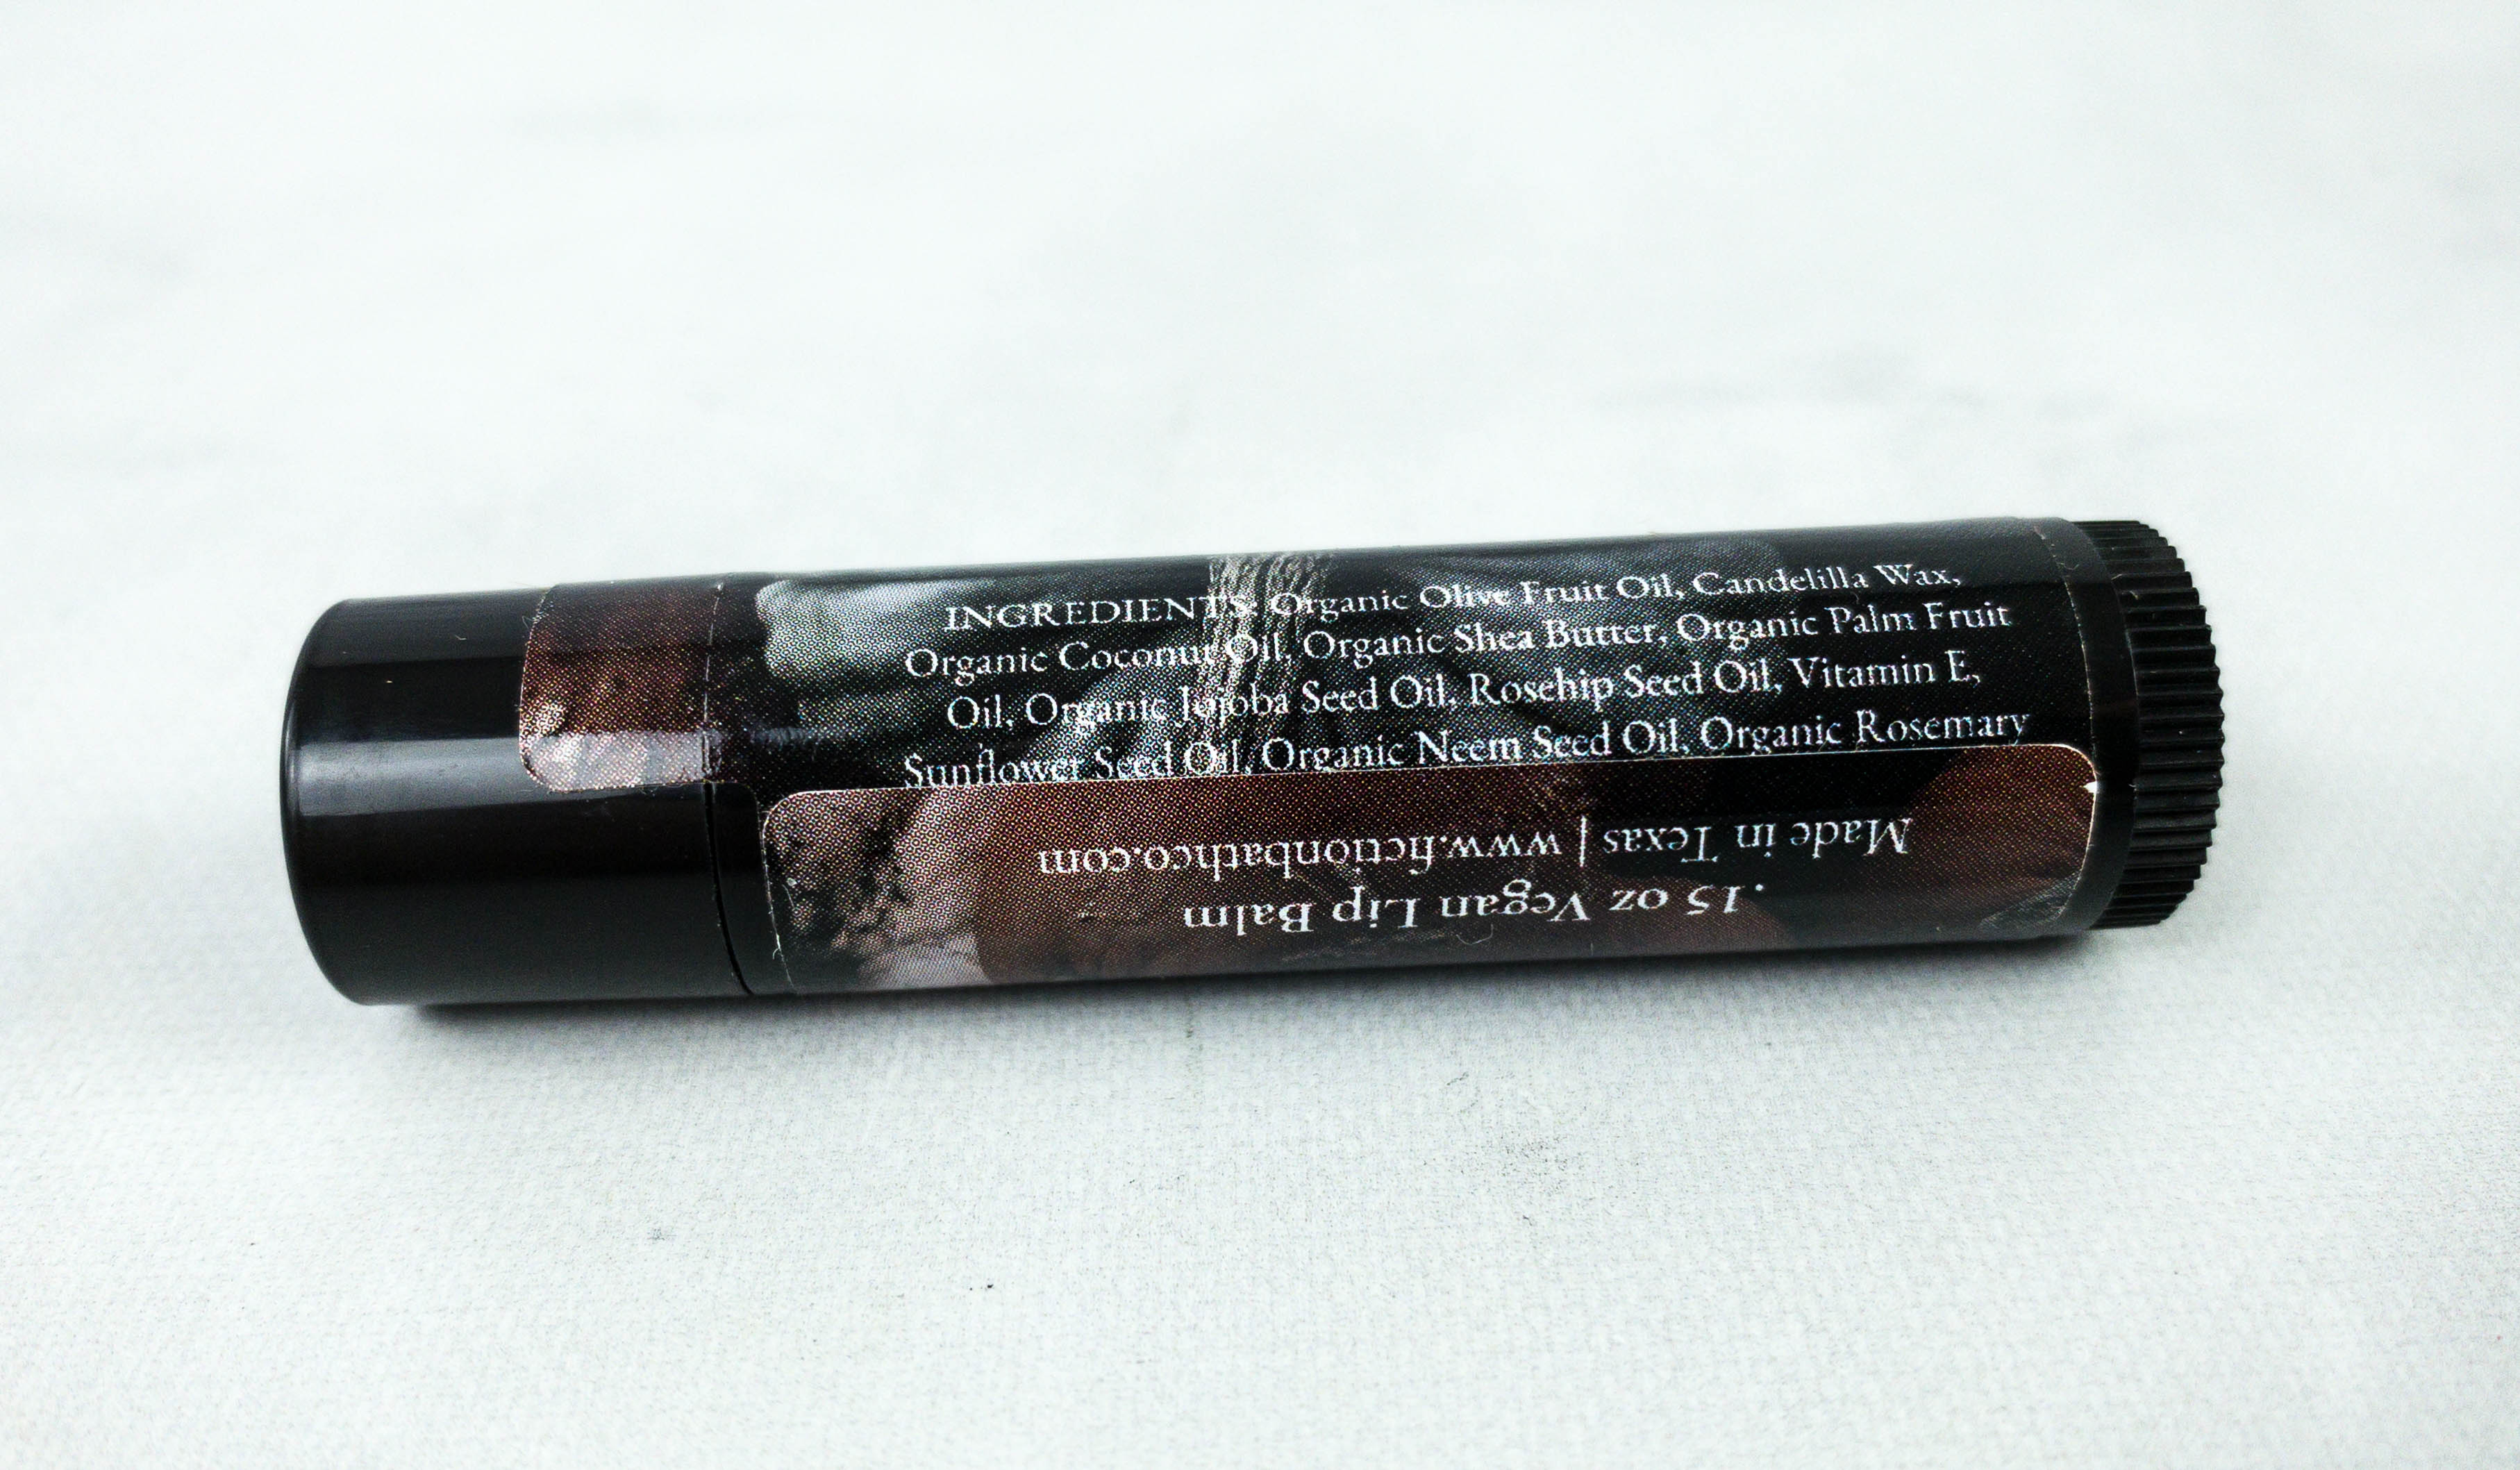 INGREDIENTS: Organic Olive Fruit Oil, Candelilla Wax,
Organic Coconut Oil, Organic Shea Butter, Organic Palm Fruit
Oil, Organic Jojoba Seed Oil, Rosehip Seed Oil, Vitamin E,
Sunflower Seed Oil, Organic Neem Seed Oil, Organic Rosemary
.15 oz Vegan Lip Balm
Made in Texas | www.fictionbathco.com